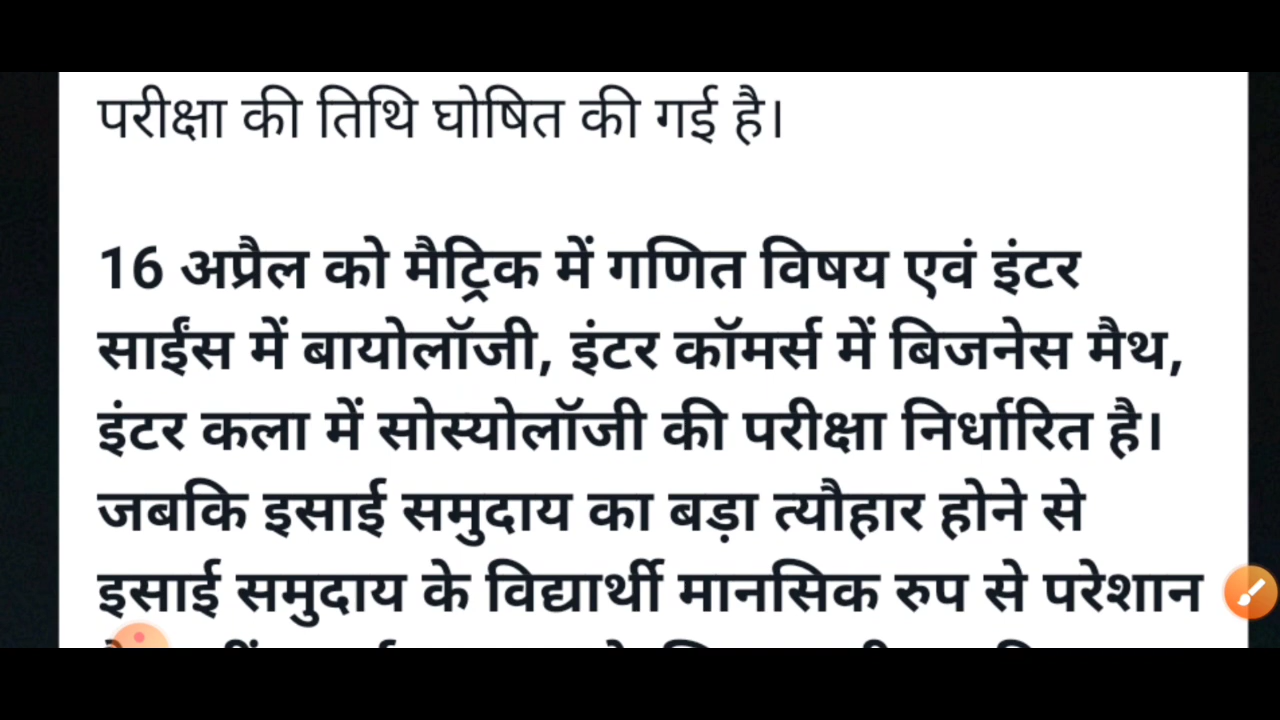 परीक्षा की तिथि घोषित की गई है।
16 अप्रैल को मैट्रिक में गणित विषय एवं इंटर
साईंस में बायोलॉजी, इंटर कॉमर्स में बिजनेस मैथ,
इंटर कला में सोस्योलॉजी की परीक्षा निर्धारित है।
जबकि इसाई समुदाय का बड़ा त्यौहार होने से
इसाई समुदाय के विद्यार्थी मानसिक रुप से परेशान